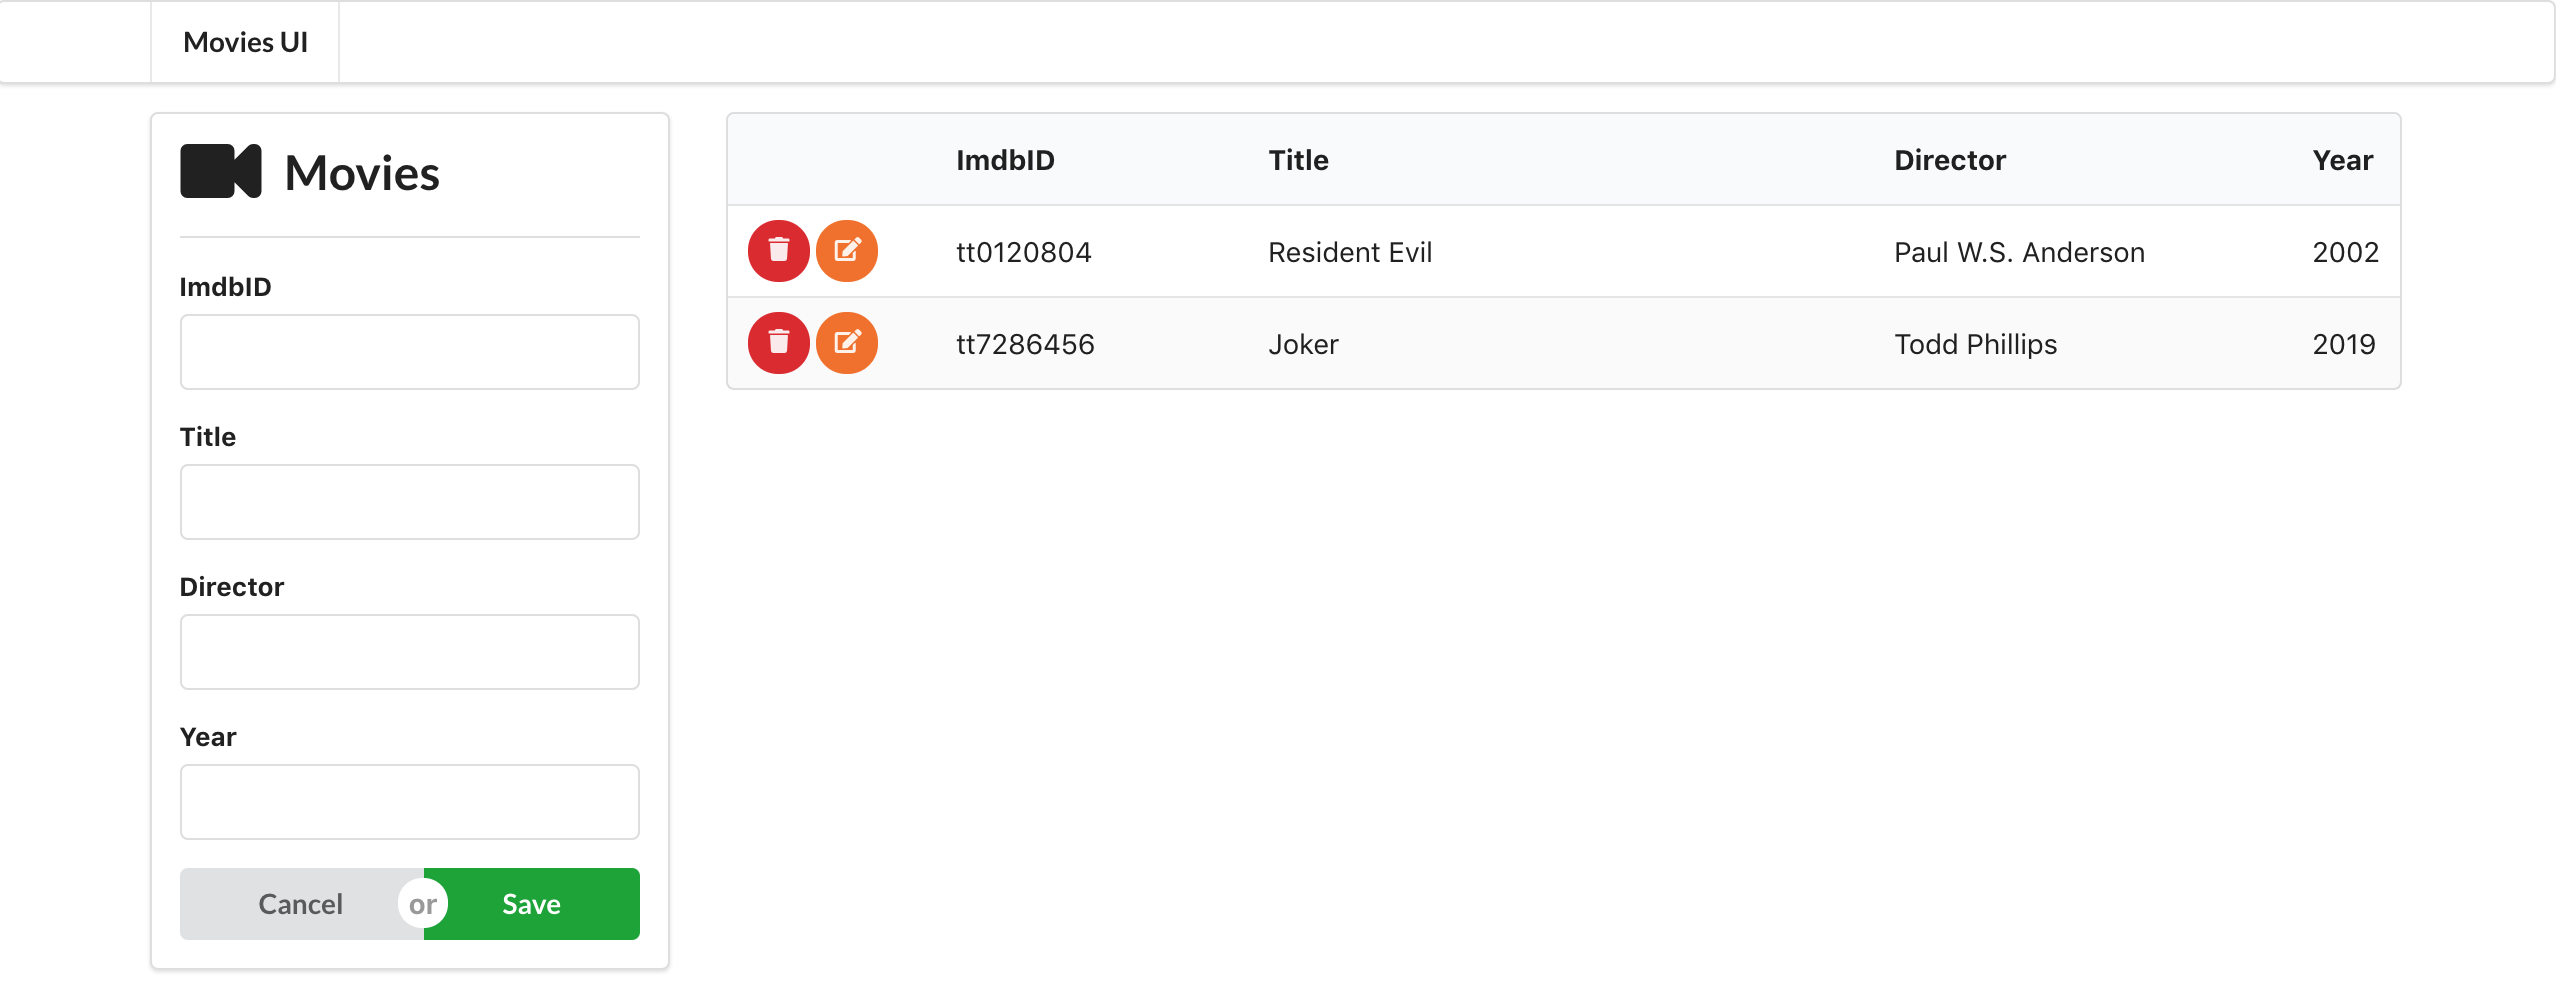 Movies UI
Movies
ImdbID
Title
Director
Year
Cancel or Save
ImdbID Title Director Year
tt0120804 Resident Evil Paul W.S. Anderson 2002
tt7286456 Joker Todd Phillips 2019